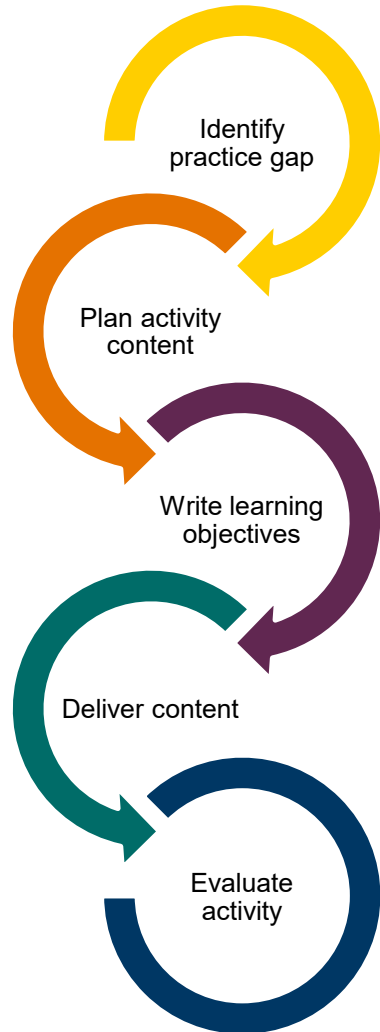 Identify
practice gap
Plan activity
content
Write learning
objectives
Deliver content
Evaluate
activity